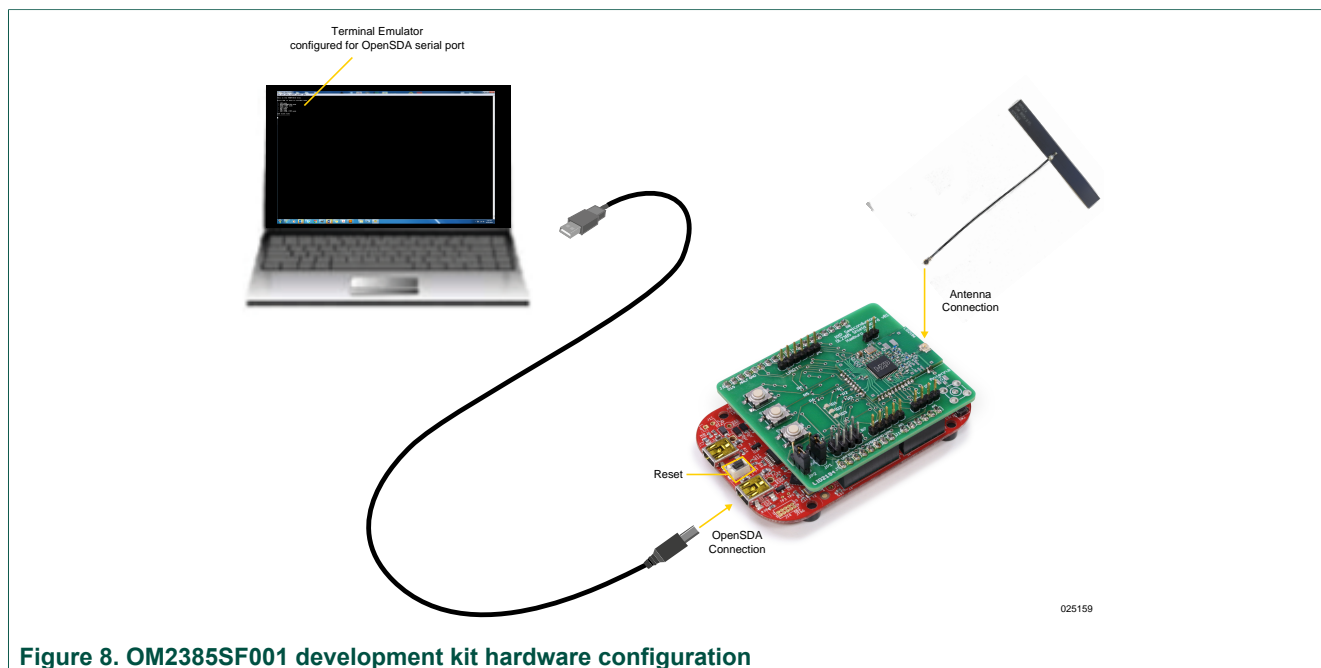 Terminal Emulator
configured for OpenSDA serial port
Antenna
Connection
Reset
OpenSDA
Connection
025159
Figure 8. OM2385SF001 development kit hardware configuration